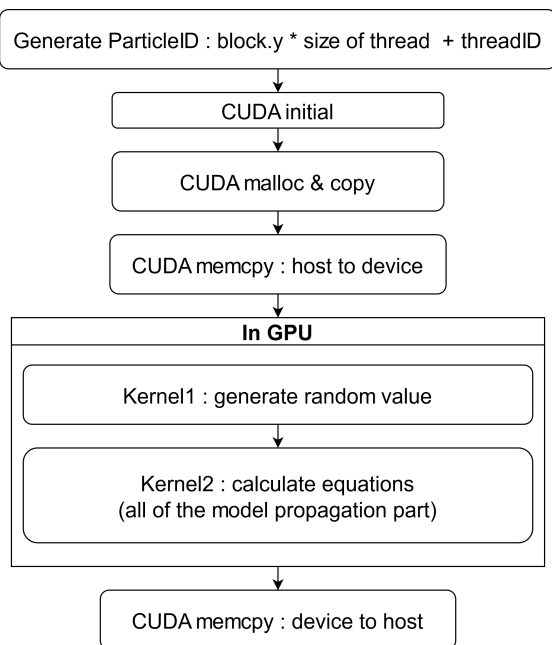 Generate ParticleID : block.y * size of thread + threadID
CUDA initial
CUDA malloc & copy
CUDA memcpy : host to device
In GPU
Kernel1 : generate random value
Kernel2 : calculate equations
(all of the model propagation part)
CUDA memcpy : device to host